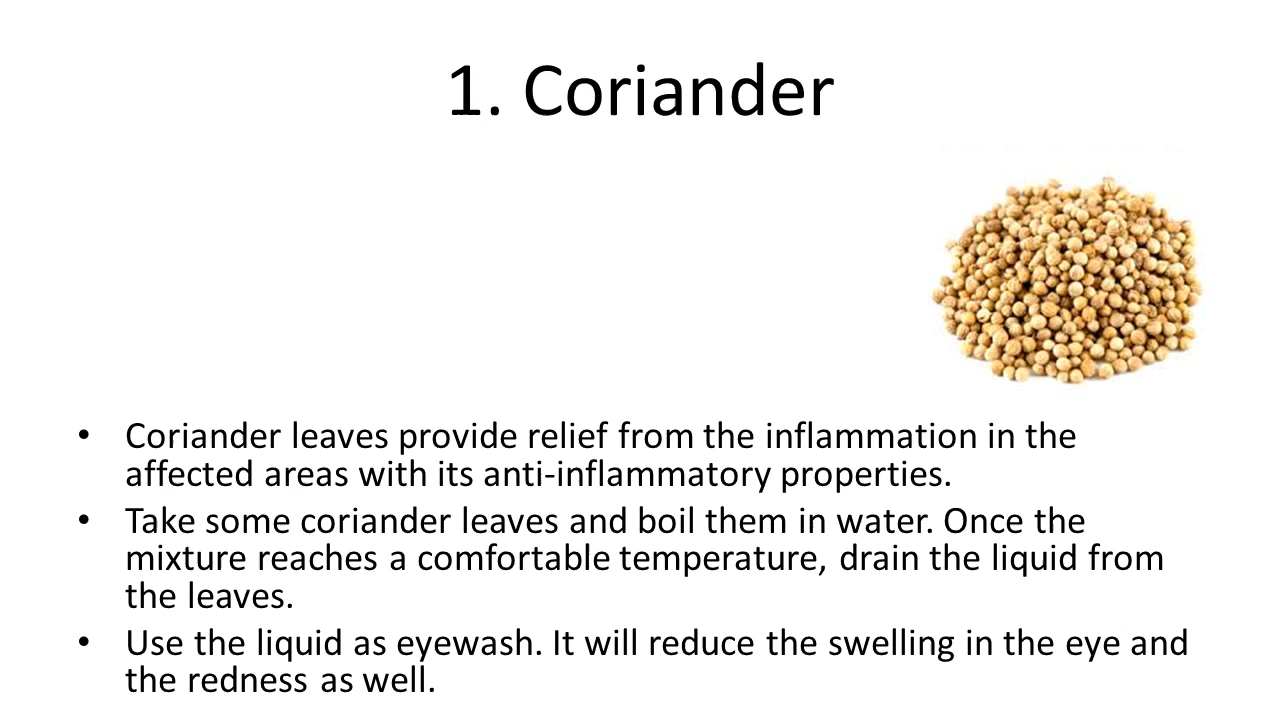 1. Coriander
• Coriander leaves provide relief from the inflammation in the
affected areas with its anti-inflammatory properties.
• Take some coriander leaves and boil them in water. Once the
mixture reaches a comfortable temperature, drain the liquid from
the leaves.
• Use the liquid as eyewash. It will reduce the swelling in the eye and
the redness as well.